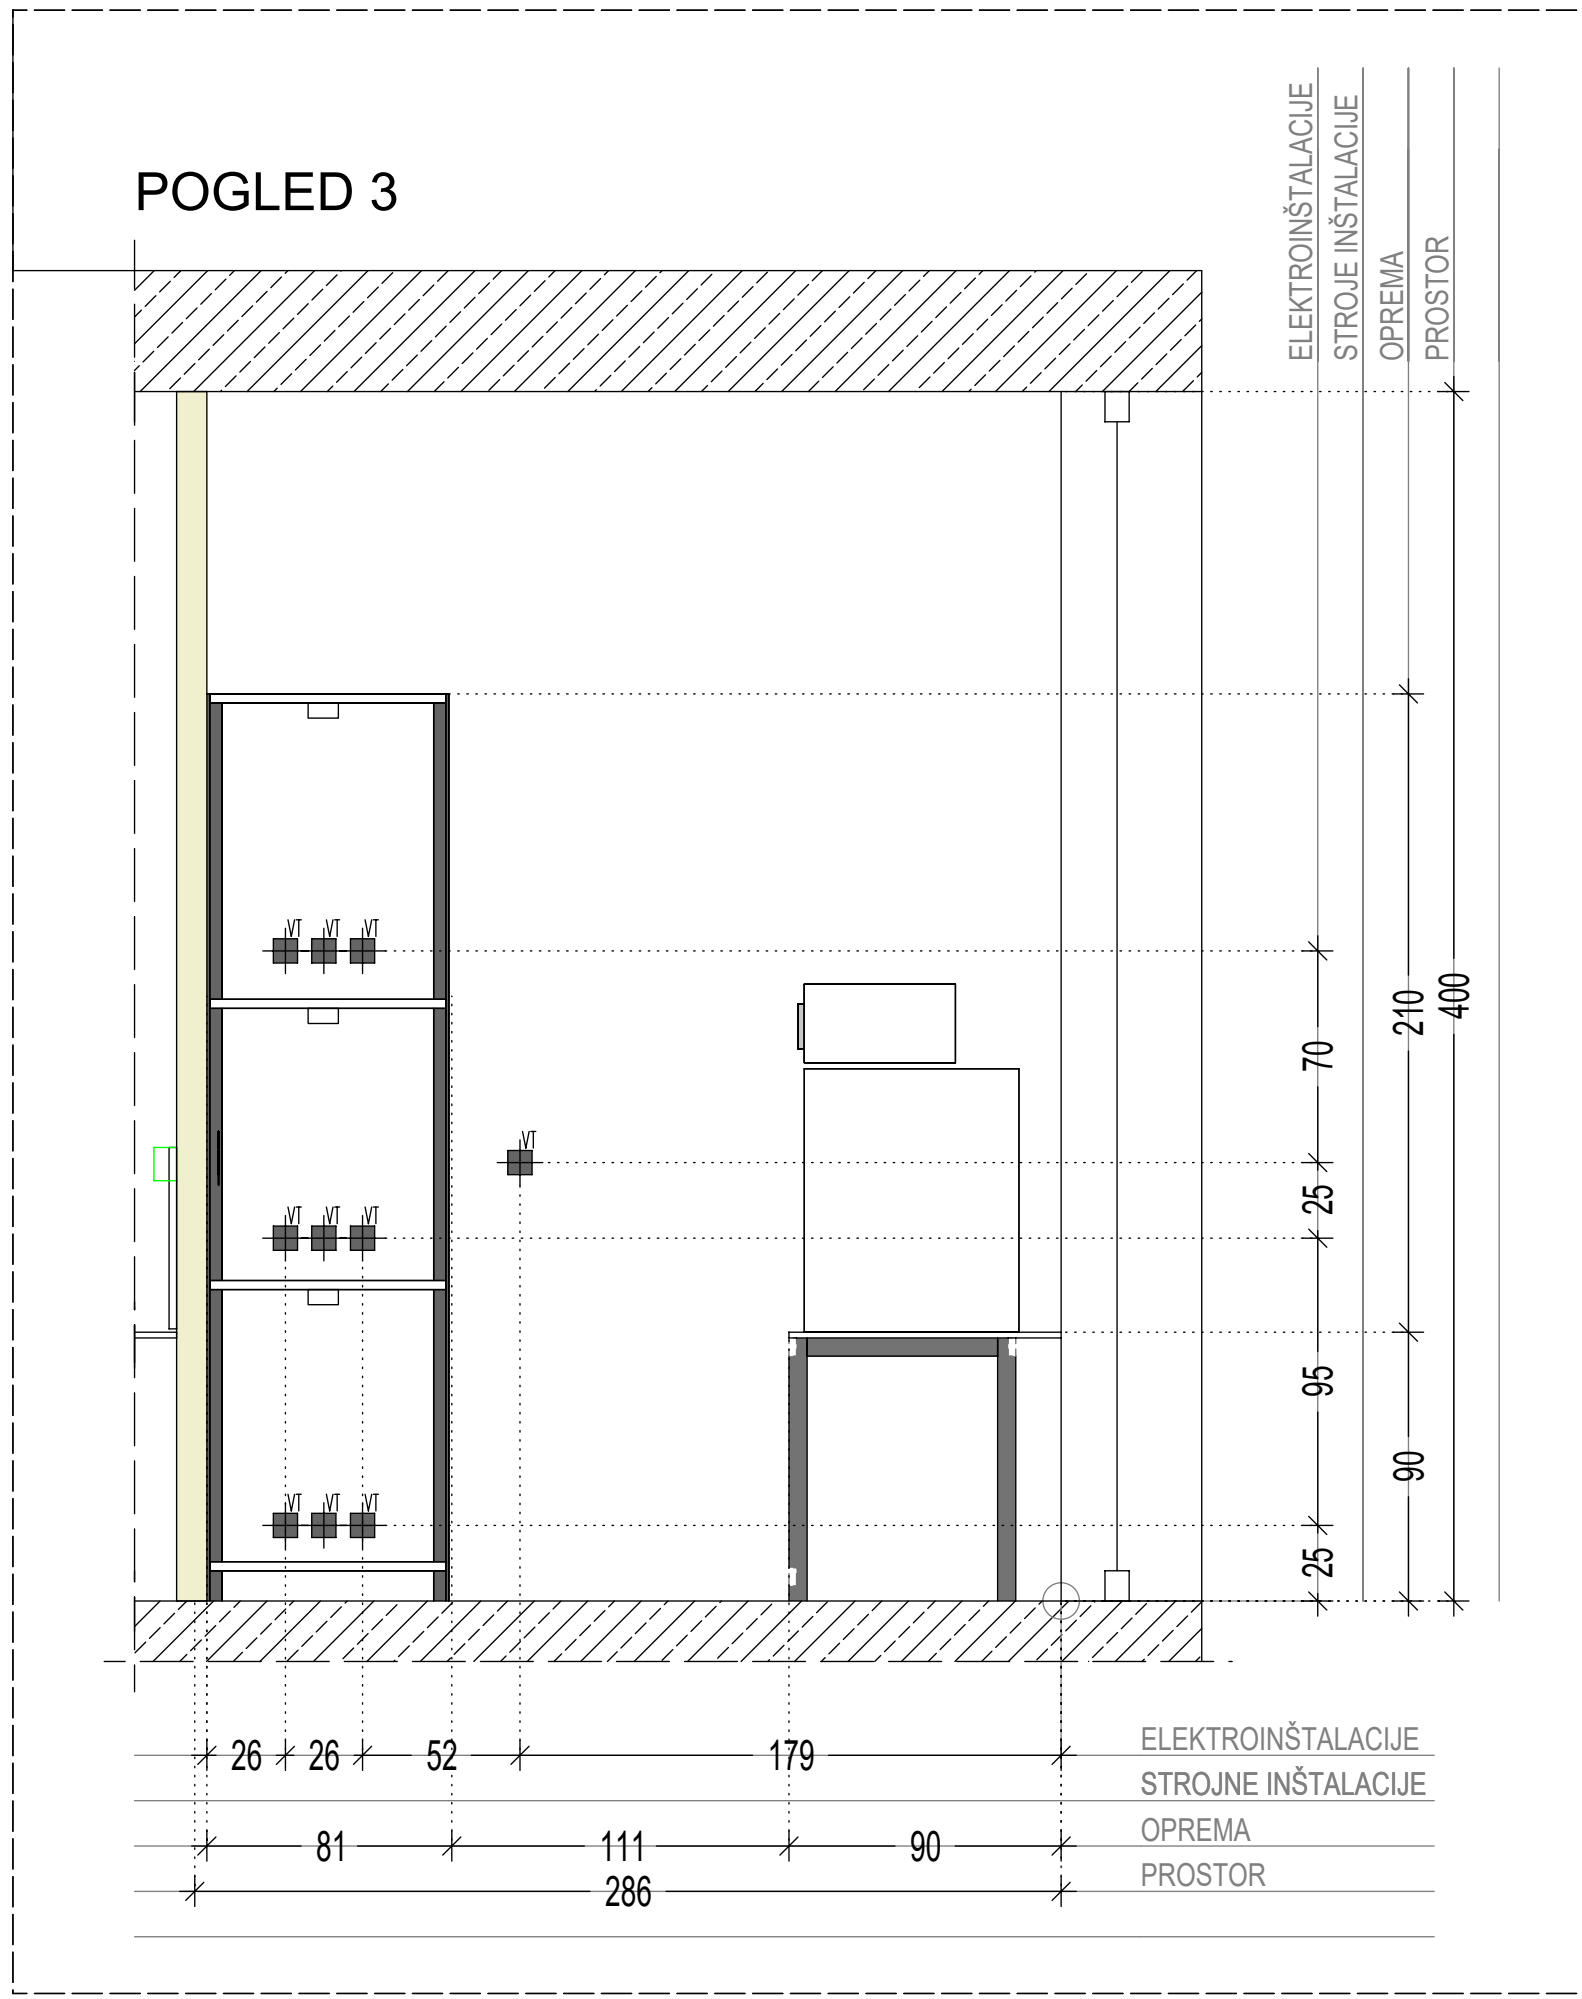 POGLED 3
ELEKTROINŠTALACIJE
STROJE INŠTALACIJE
OPREMA
PROSTOR
VT VT VT
VT
VT VT VT
VT VT VT
70
25
95
25
210
90
400
26 26 52 179
ELEKTROINŠTALACIJE
STROJNE INŠTALACIJE
81 111 90
OPREMA
286
PROSTOR